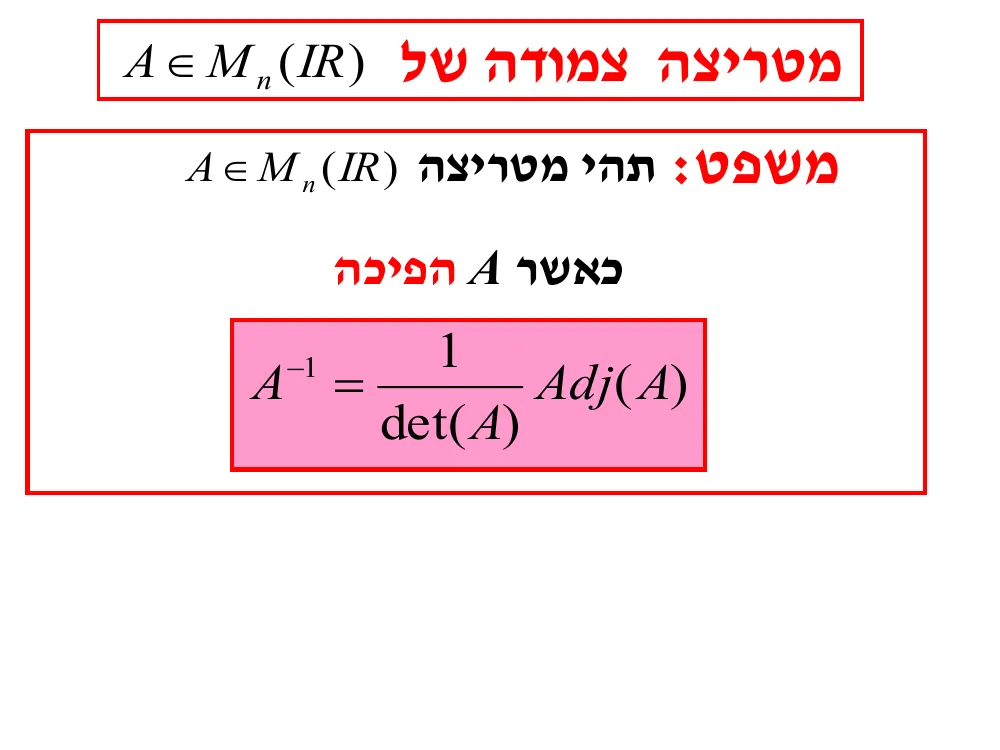 מטריצה צמודה של A ∈ M_n(IR)
משפט: תהי מטריצה A ∈ M_n(IR)
כאשר A הפיכה
A^{-1} = \frac{1}{det(A)} Adj(A)